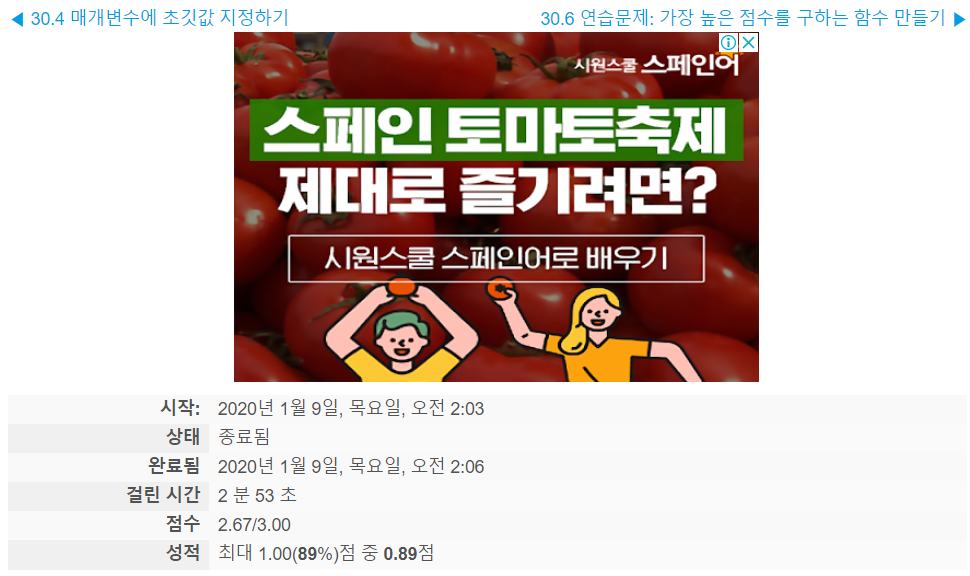 ◀ 30.4 매개변수에 초깃값 지정하기
30.6 연습문제: 가장 높은 점수를 구하는 함수 만들기 ▶
시원스쿨 스페인어
스페인 토마토축제
제대로 즐기려면?
시원스쿨 스페인어로 배우기
시작: 2020년 1월 9일, 목요일, 오전 2:03
상태 종료됨
완료됨 2020년 1월 9일, 목요일, 오전 2:06
걸린 시간 2 분 53 초
점수 2.67/3.00
성적 최대 1.00(89%)점 중 0.89점